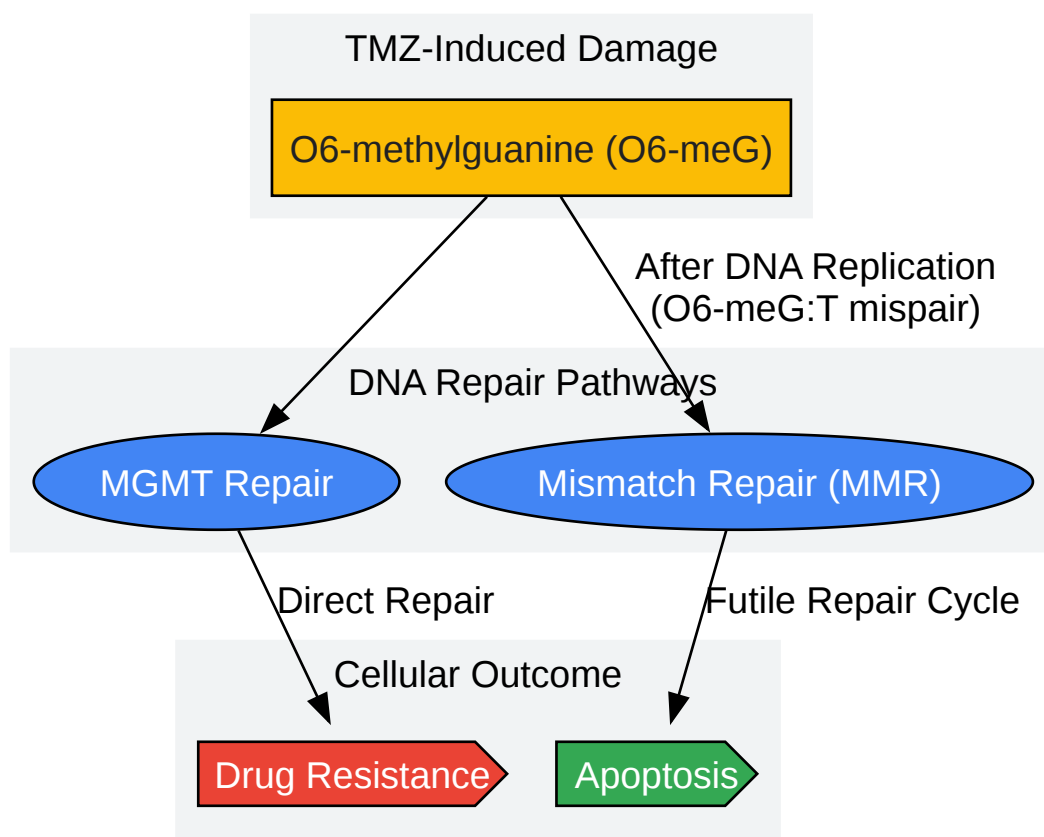 TMZ-Induced Damage
O6-methylguanine (O6-meG)
After DNA Replication
(O6-meG:T mispair)
DNA Repair Pathways
MGMT Repair
Mismatch Repair (MMR)
Direct Repair
Futile Repair Cycle
Cellular Outcome
Drug Resistance
Apoptosis